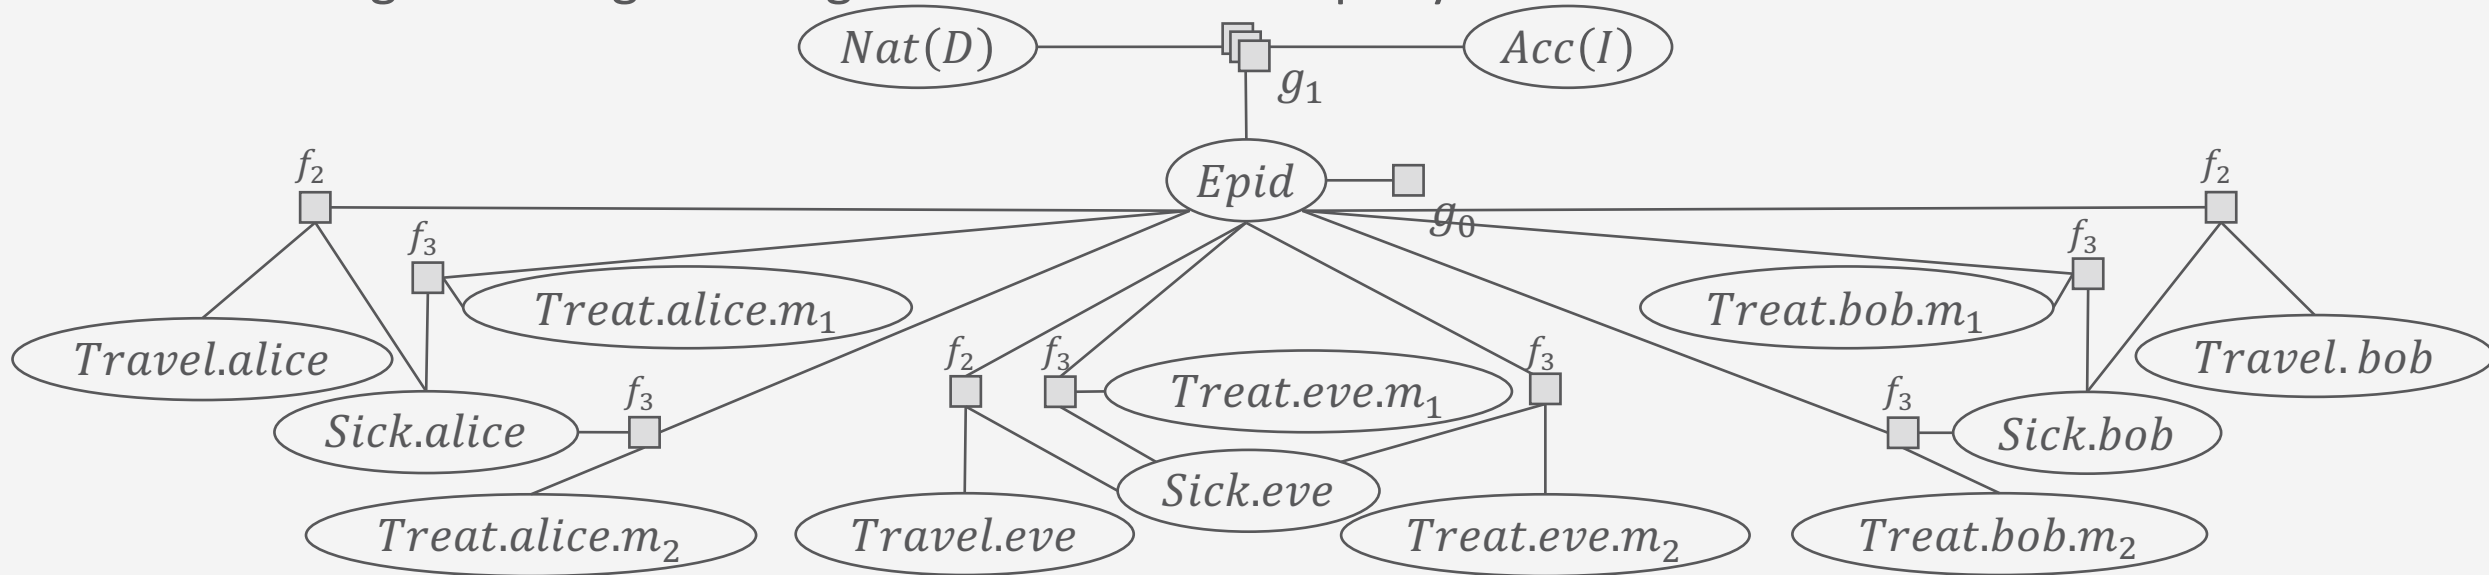 Nat(D)
Acc(I)
g₁
Epid
g₀
f₂
f₂
f₃
f₃
Treat.alice.m₁
Treat.bob.m₁
Travel.alice
Travel. bob
f₂
f₃
f₃
Treat.eve.m₁
f₃
f₃
Sick.alice
Sick.bob
Sick.eve
Treat.alice.m₂
Travel.eve
Treat.eve.m₂
Treat.bob.m₂